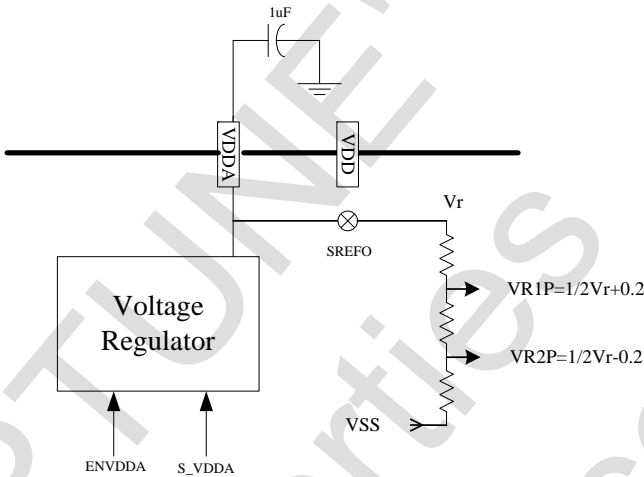 1uF
VDDA
VDD
Vr
SREFO
VR1P=1/2Vr+0.2
Voltage
Regulator
VR2P=1/2Vr-0.2
VSS
ENVDDA
S_VDDA